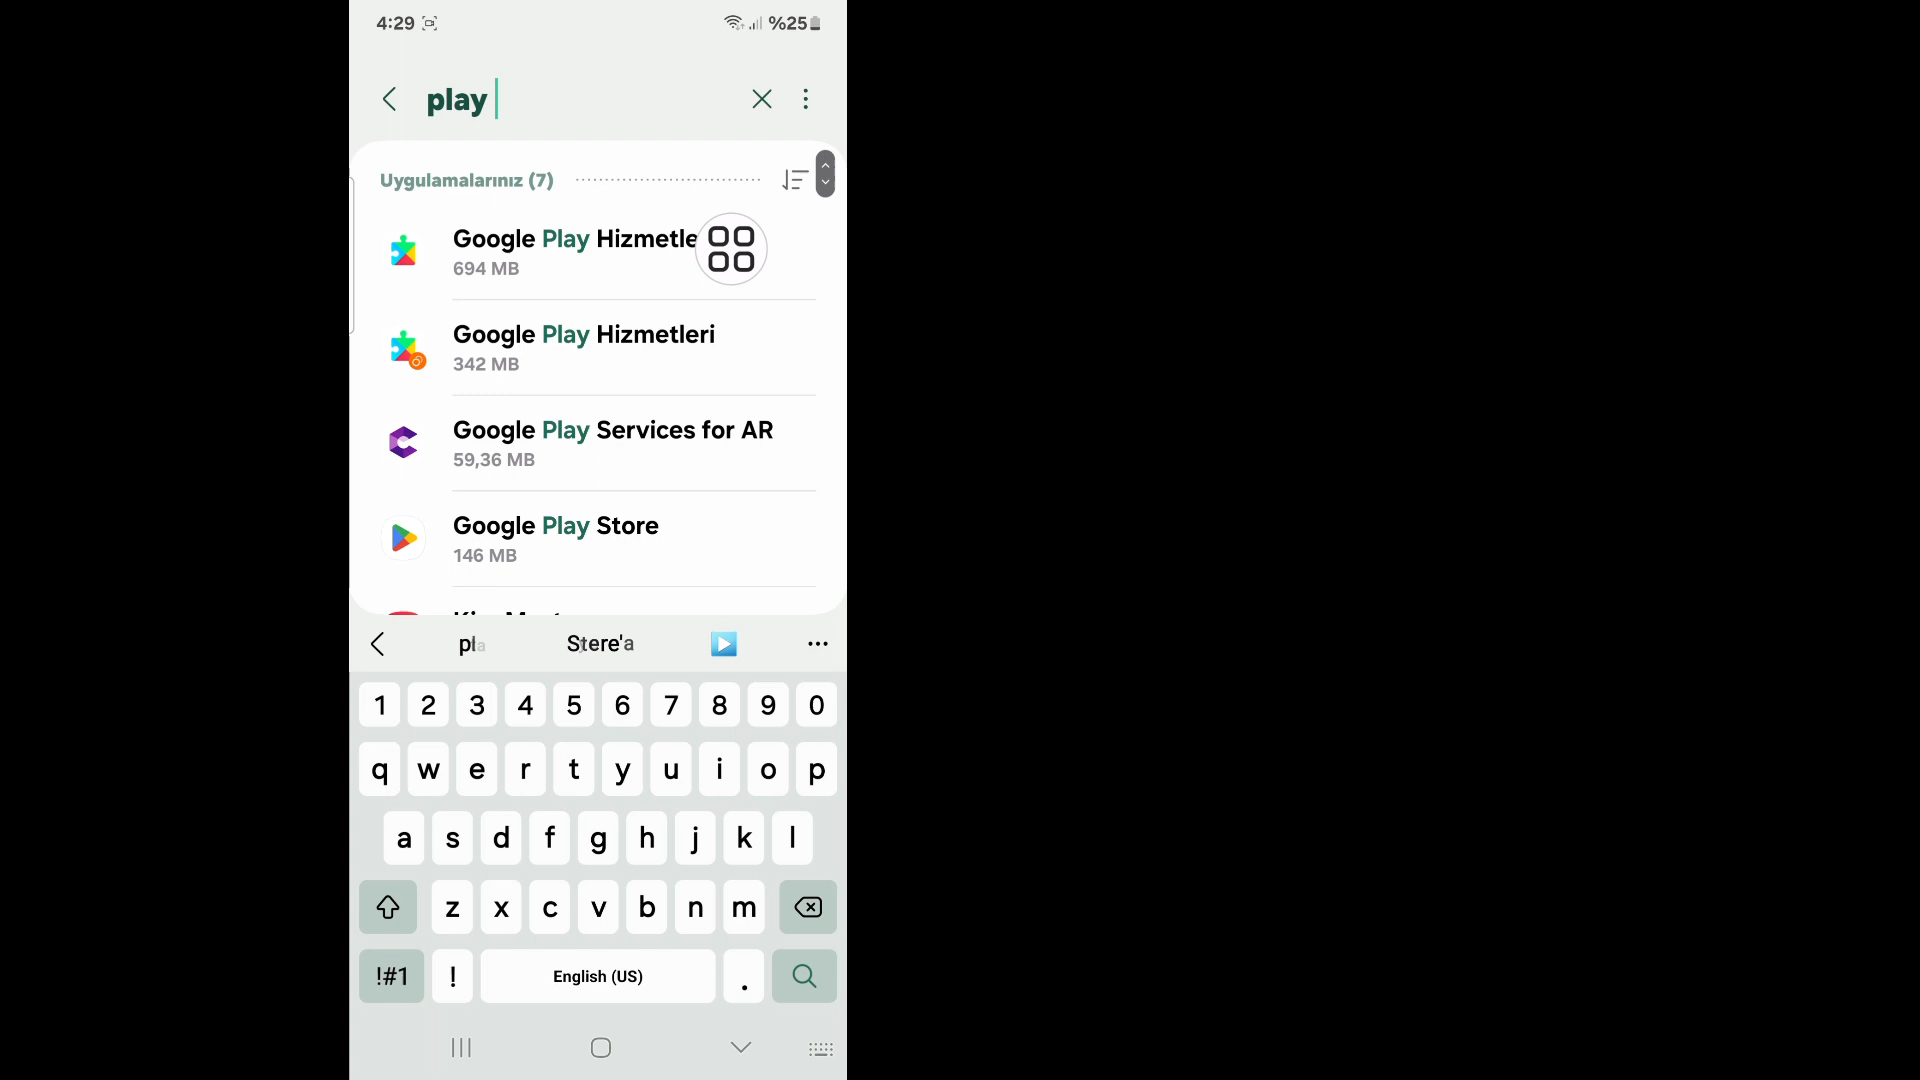 4:29 %25
play
Uygulamalarınız (7)
Google Play Hizmetle
694 MB
Google Play Hizmetleri
342 MB
Google Play Services for AR
59,36 MB
Google Play Store
146 MB
1 2 3 4 5 6 7 8 9 0
q w e r t y u i o p
a s d f g h j k l
z x c v b n m
!#1 ! English (US) .